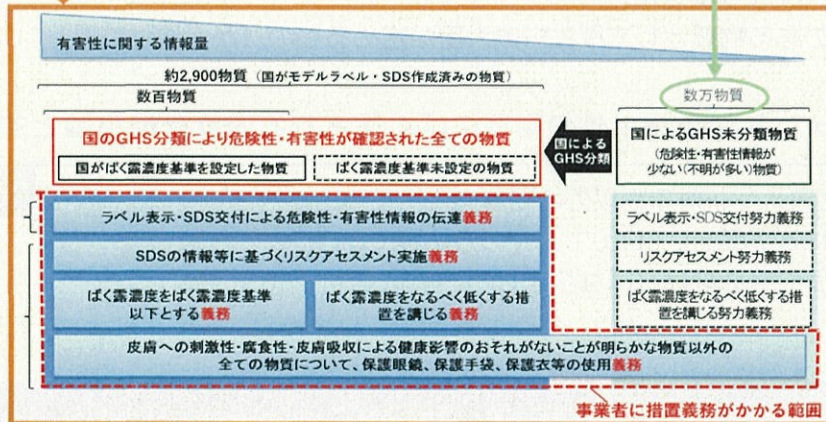 有害性に関する情報量
約2,900物質（国がモデルラベル・SDS作成済みの物質）
数百物質
数万物質
国のGHS分類により危険性・有害性が確認された全ての物質
国がばく露濃度基準を設定した物質
ばく露濃度基準未設定の物質
国による
GHS分類
国によるGHS未分類物質
（危険性・有害性情報が
少ない（不明が多い）物質）
ラベル表示・SDS交付による危険性・有害性情報の伝達義務
ラベル表示・SDS交付努力義務
SDSの情報等に基づくリスクアセスメント実施義務
リスクアセスメント努力義務
ばく露濃度をばく露濃度基準
以下とする義務
ばく露濃度をなるべく低くする措
置を講じる義務
ばく露濃度をなるべく低くする措
置を講じる努力義務
皮膚への刺激性・腐食性・皮膚吸収による健康影響のおそれがないことが明らかな物質以外の
全ての物質について、保護眼鏡、保護手袋、保護衣等の使用義務
事業者に措置義務がかかる範囲